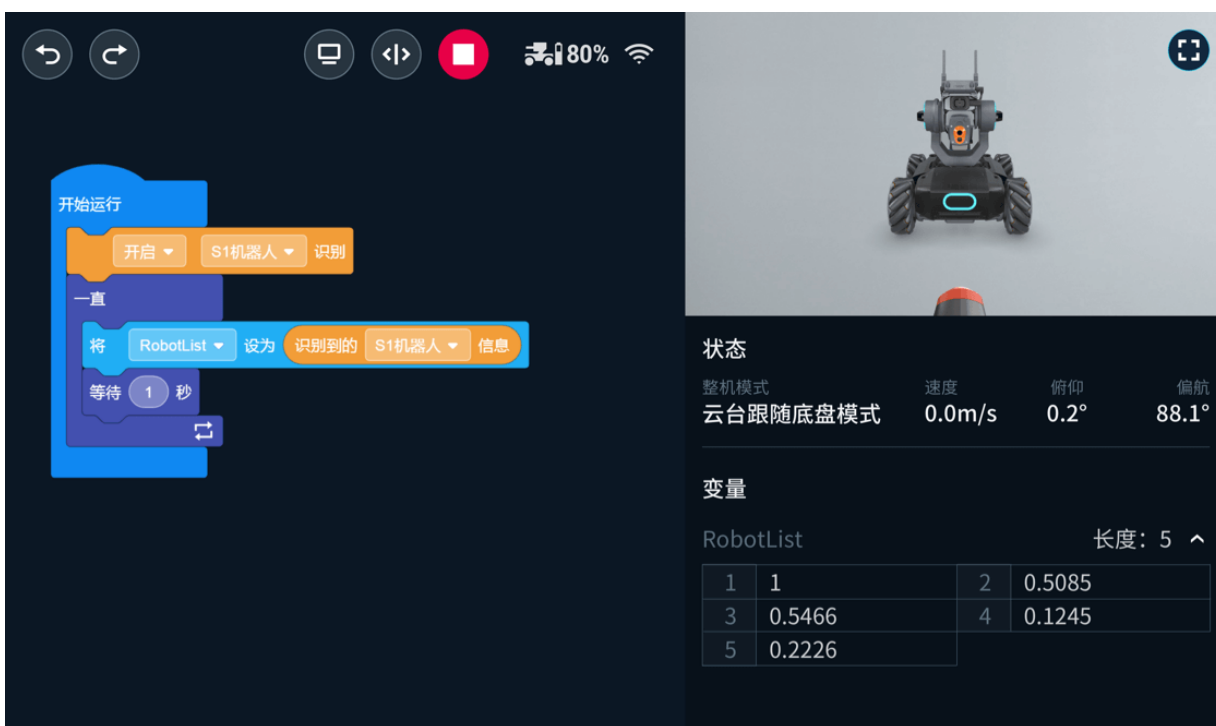 80%
开始运行
开启 S1机器人 识别
一直
将 RobotList 设为 识别到的 S1机器人 信息
等待 1 秒
状态
整机模式 速度 俯仰 偏航
云台跟随底盘模式 0.0m/s 0.2° 88.1°
变量
RobotList 长度：5
1 1 2 0.5085
3 0.5466 4 0.1245
5 0.2226